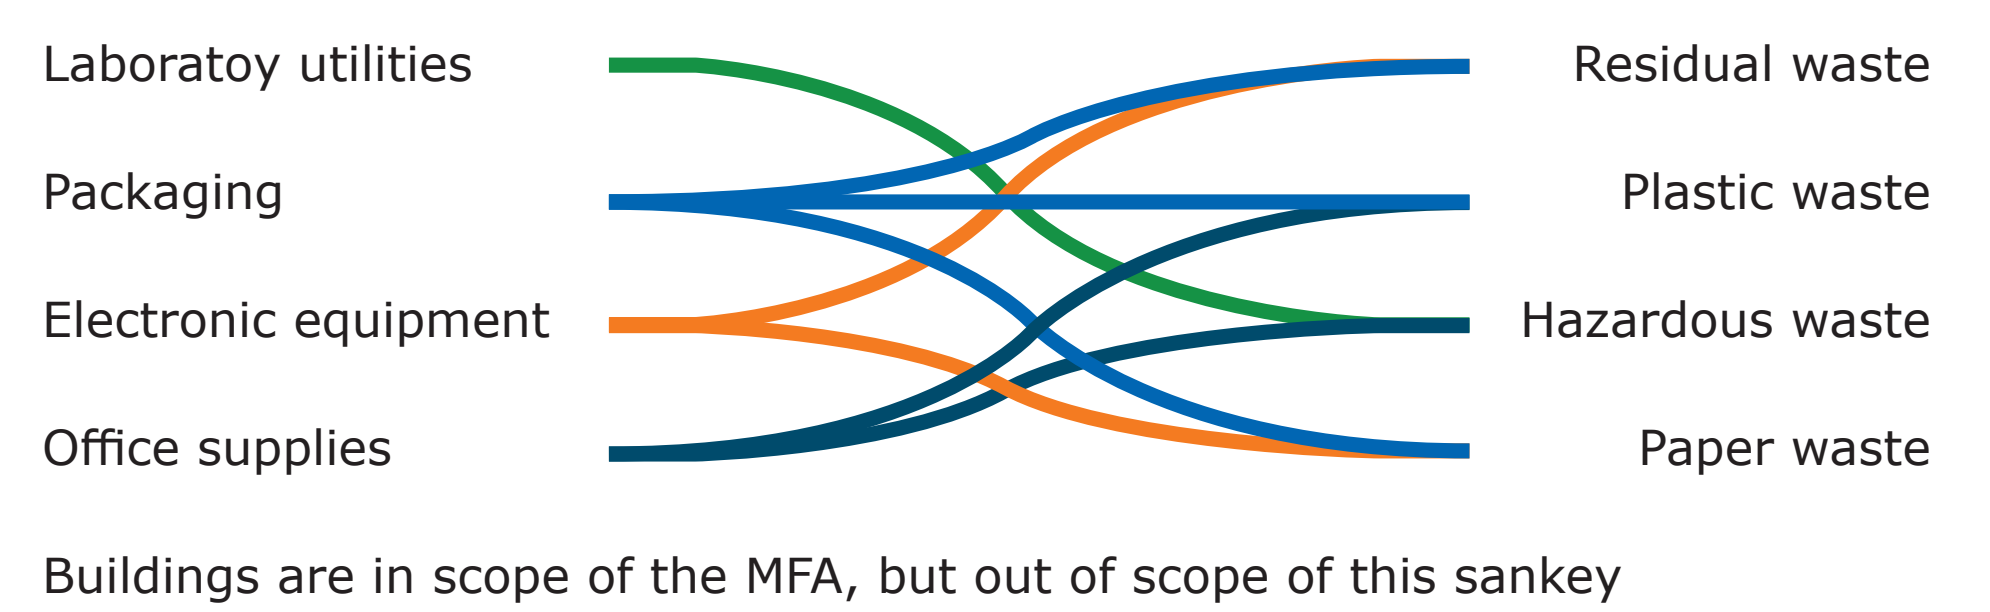 Laboratoy utilities
Residual waste
Packaging
Plastic waste
Electronic equipment
Hazardous waste
Office supplies
Paper waste
Buildings are in scope of the MFA, but out of scope of this sankey